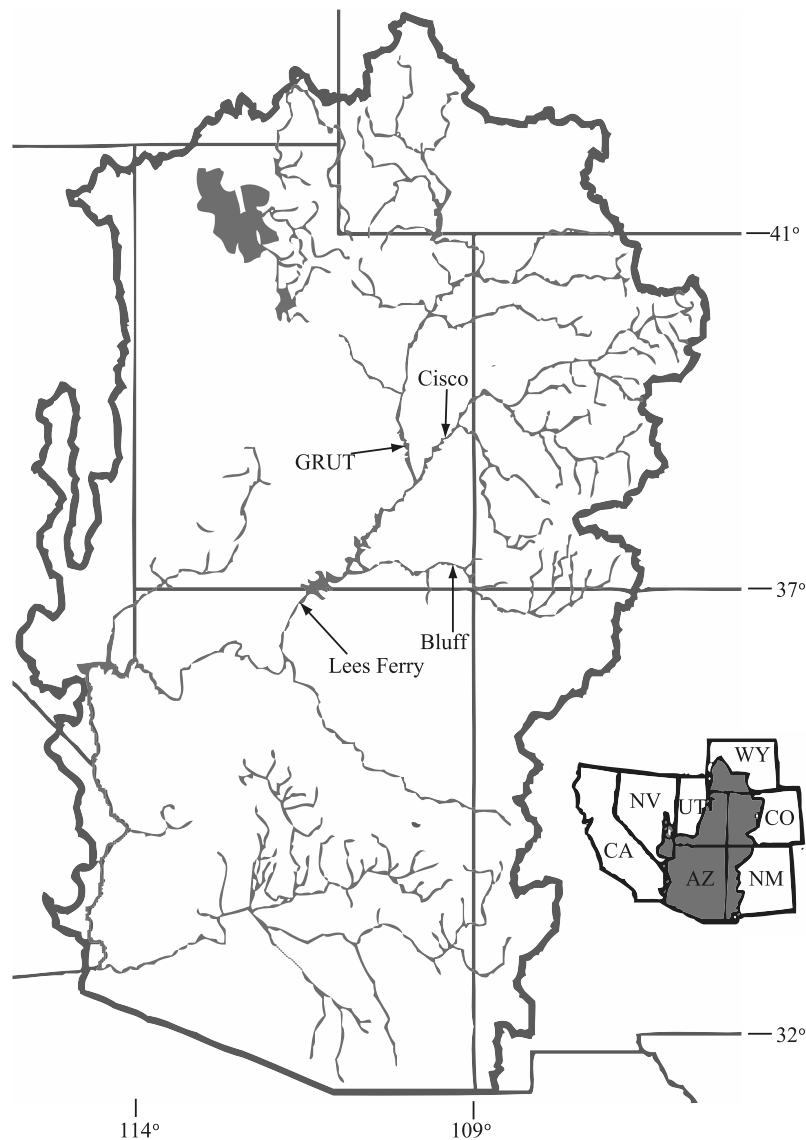 41°
Cisco
GRUT
37°
Bluff
Lees Ferry
WY
NV
UT
CO
CA
AZ
NM
32°
114°
109°